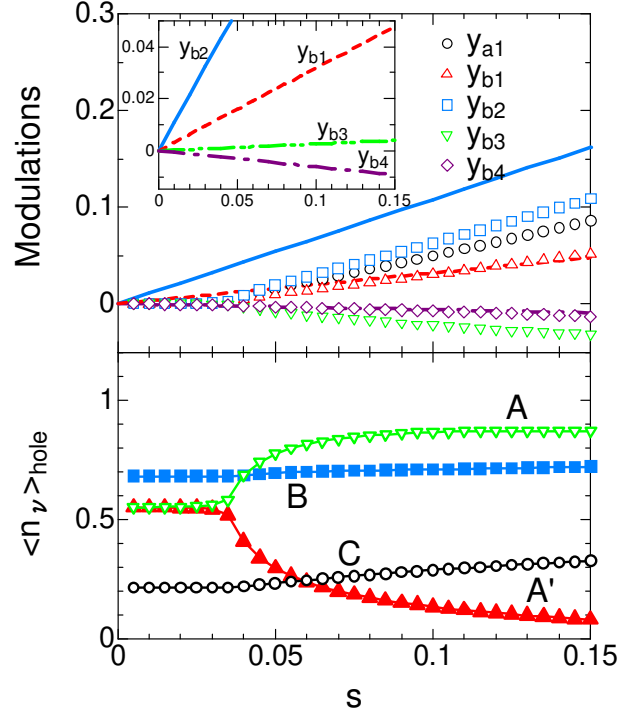 Modulations
0.3
0.2
0.1
0
0.04
0.02
0
0
0.05
0.1
0.15
y_b2
y_b1
y_b3
y_b4
y_a1
y_b1
y_b2
y_b3
y_b4
<n_ν>_hole
1
0.5
0
A
B
C
A'
0
0.05
0.1
0.15
s